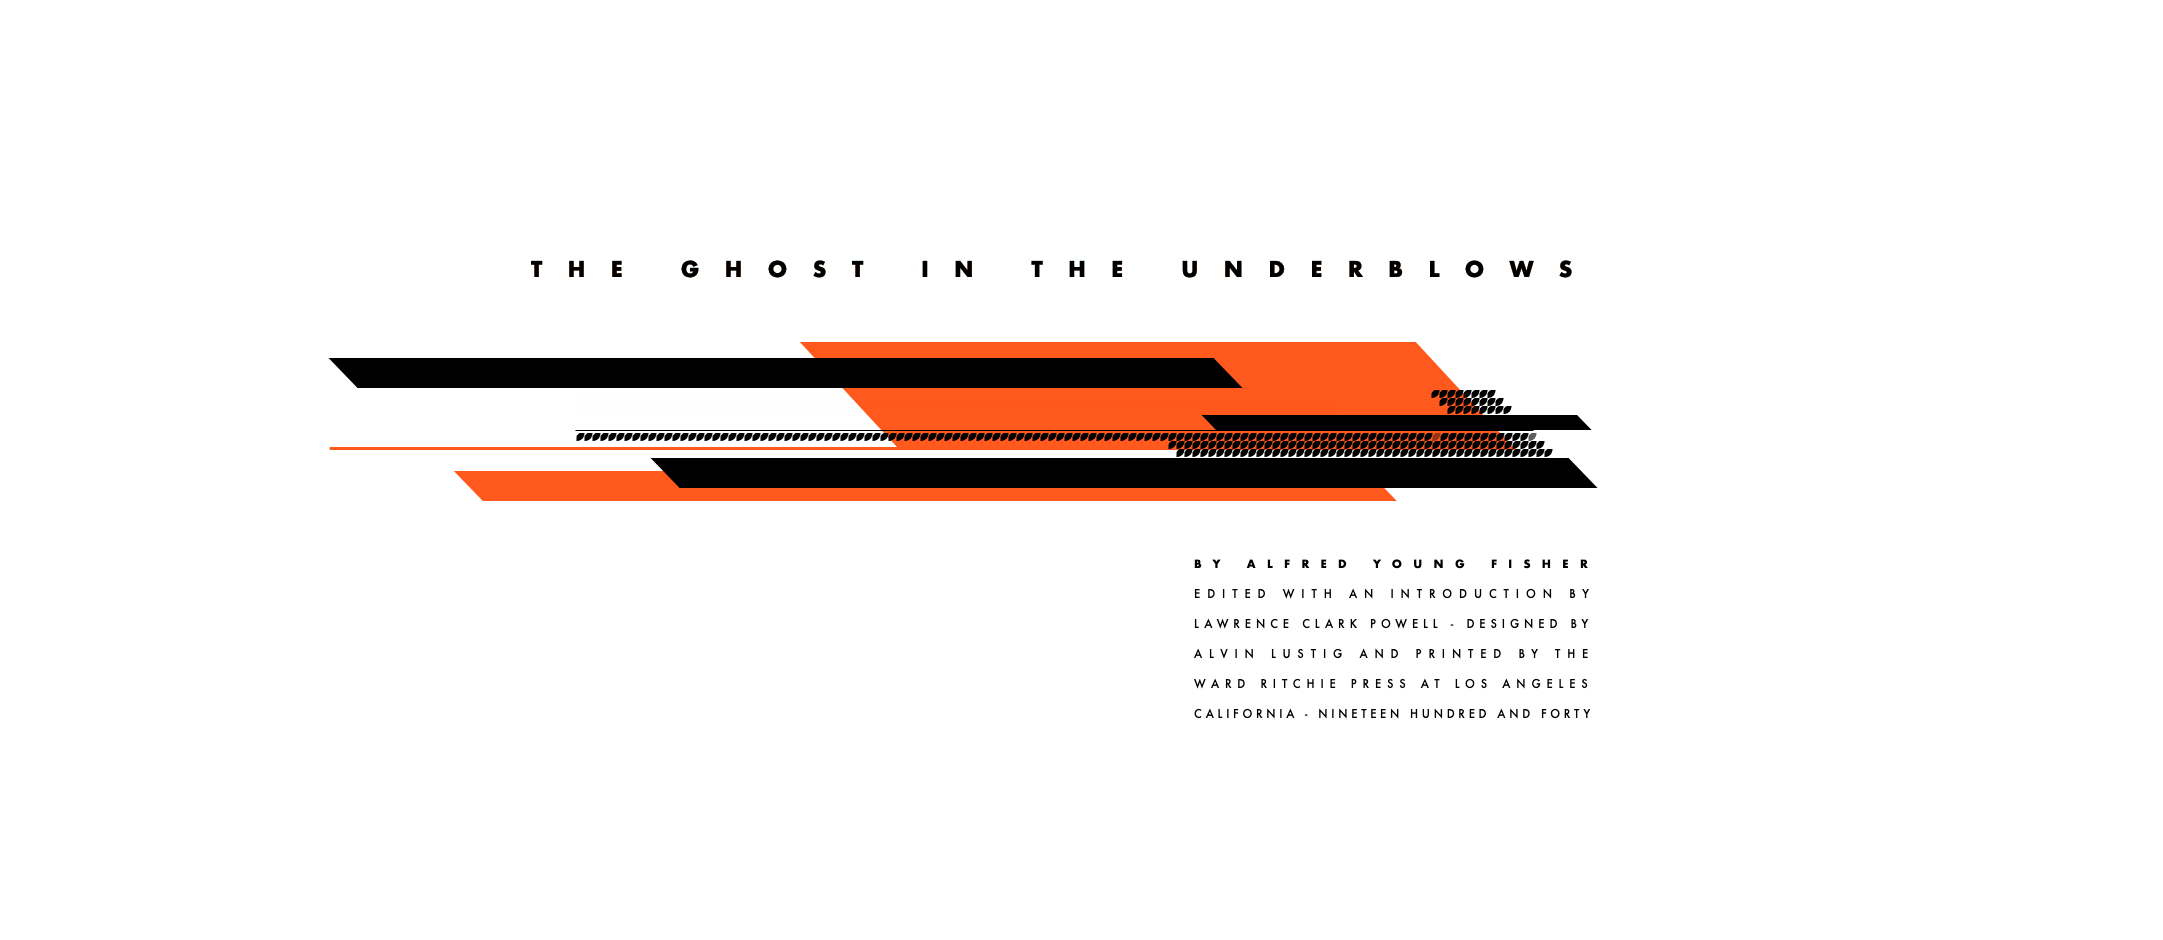 THE GHOST IN THE UNDERBLOWS
BY ALFRED YOUNG FISHER
EDITED WITH AN INTRODUCTION BY
LAWRENCE CLARK POWELL - DESIGNED BY
ALVIN LUSTIG AND PRINTED BY THE
WARD RITCHIE PRESS AT LOS ANGELES
CALIFORNIA - NINETEEN HUNDRED AND FORTY